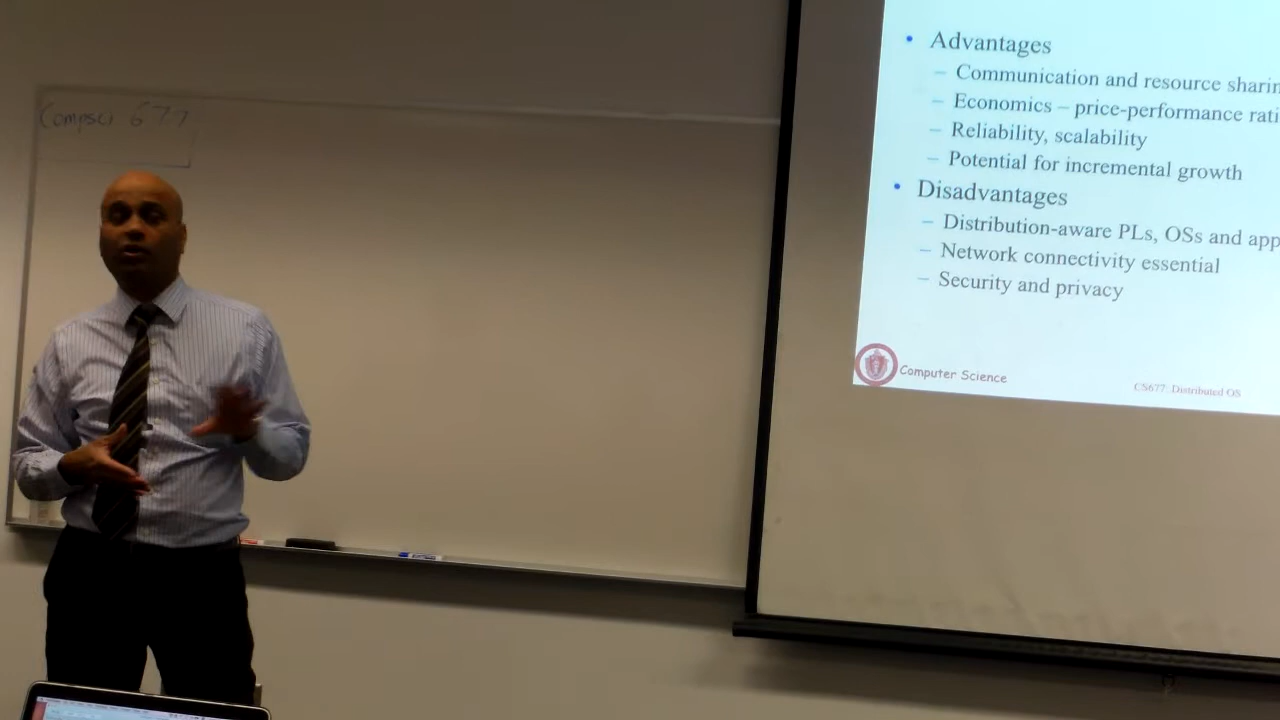 Compsci 677
• Advantages
– Communication and resource sharin
– Economics – price-performance rati
– Reliability, scalability
– Potential for incremental growth
• Disadvantages
– Distribution-aware PLs, OSs and app
– Network connectivity essential
– Security and privacy
Computer Science
CS677: Distributed OS